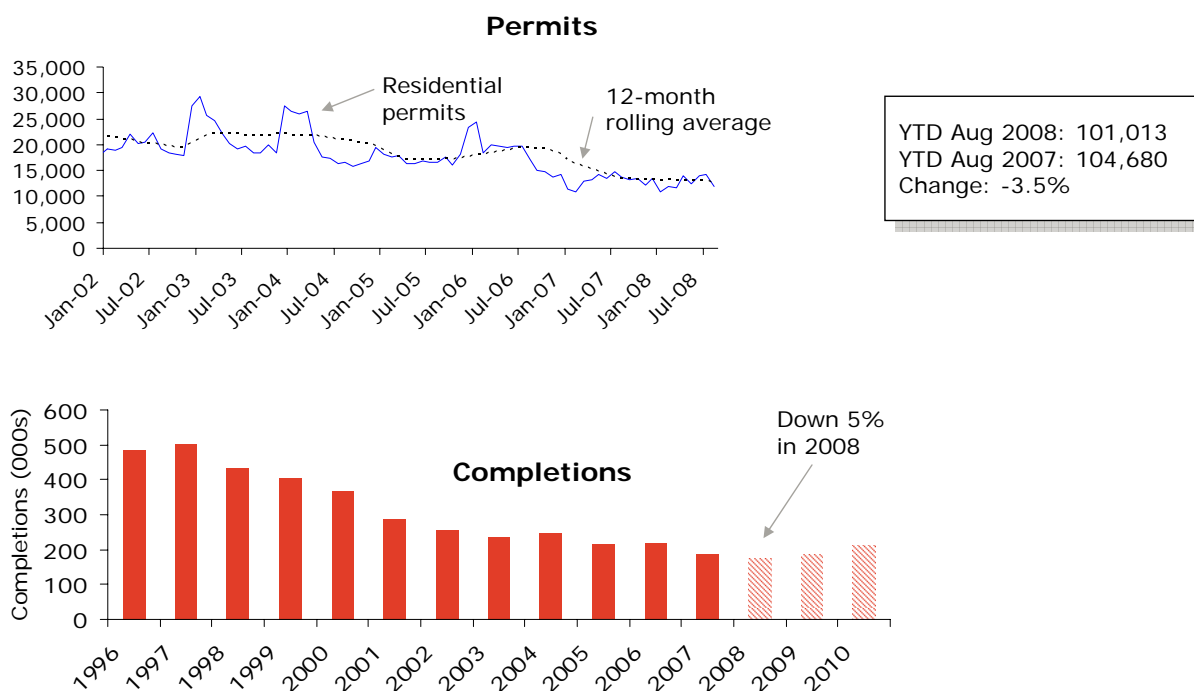 Permits
35,000
30,000
25,000
20,000
15,000
10,000
5,000
0
Residential
permits
12-month
rolling average
YTD Aug 2008: 101,013
YTD Aug 2007: 104,680
Change: -3.5%
Jan-02
Jul-02
Jan-03
Jul-03
Jan-04
Jul-04
Jan-05
Jul-05
Jan-06
Jul-06
Jan-07
Jul-07
Jan-08
Jul-08
Completions (000s)
600
500
400
300
200
100
0
Completions
Down 5%
in 2008
1996
1997
1998
1999
2000
2001
2002
2003
2004
2005
2006
2007
2008
2009
2010